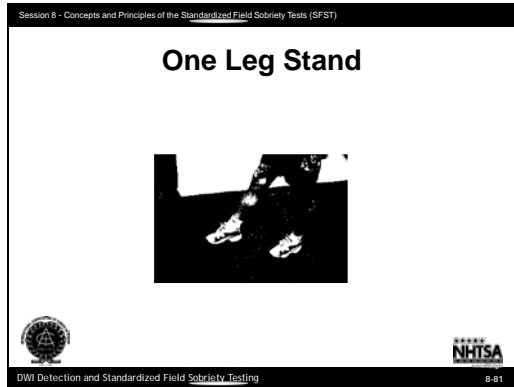 Session 8 - Concepts and Principles of the Standardized Field Sobriety Tests (SFST)
One Leg Stand
NHTSA
DWI Detection and Standardized Field Sobriety Testing
8-81